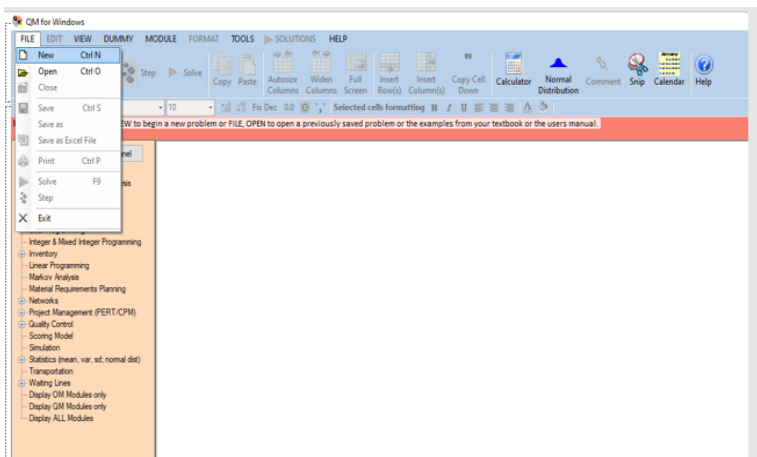 QM for Windows
FILE EDIT VIEW DUMMY MODULE FORMAT TOOLS SOLUTIONS HELP
New Ctrl N
Open Ctrl O
Close
Save Ctrl S
Save as
Save as Excel File
Print Ctrl P
Solve F9
Step
Exit
Step Solve
Copy Paste Autosize Columns Widen Columns Full Screen Insert Row(s) Insert Column(s) Copy Cell Down Calculator Normal Distribution Comment Snip Calendar Help
10 Fix Dec 0.0 Selected cells formatting B I U A
EW to begin a new problem or FILE, OPEN to open a previously saved problem or the examples from your textbook or the users manual.
nel
sis
Integer & Mixed Integer Programming
Inventory
Linear Programming
Markov Analysis
Material Requirements Planning
Networks
Project Management (PERT/CPM)
Quality Control
Scoring Model
Simulation
Statistics (mean, var, sd; normal dist)
Transportation
Waiting Lines
Display OM Modules only
Display QM Modules only
Display ALL Modules